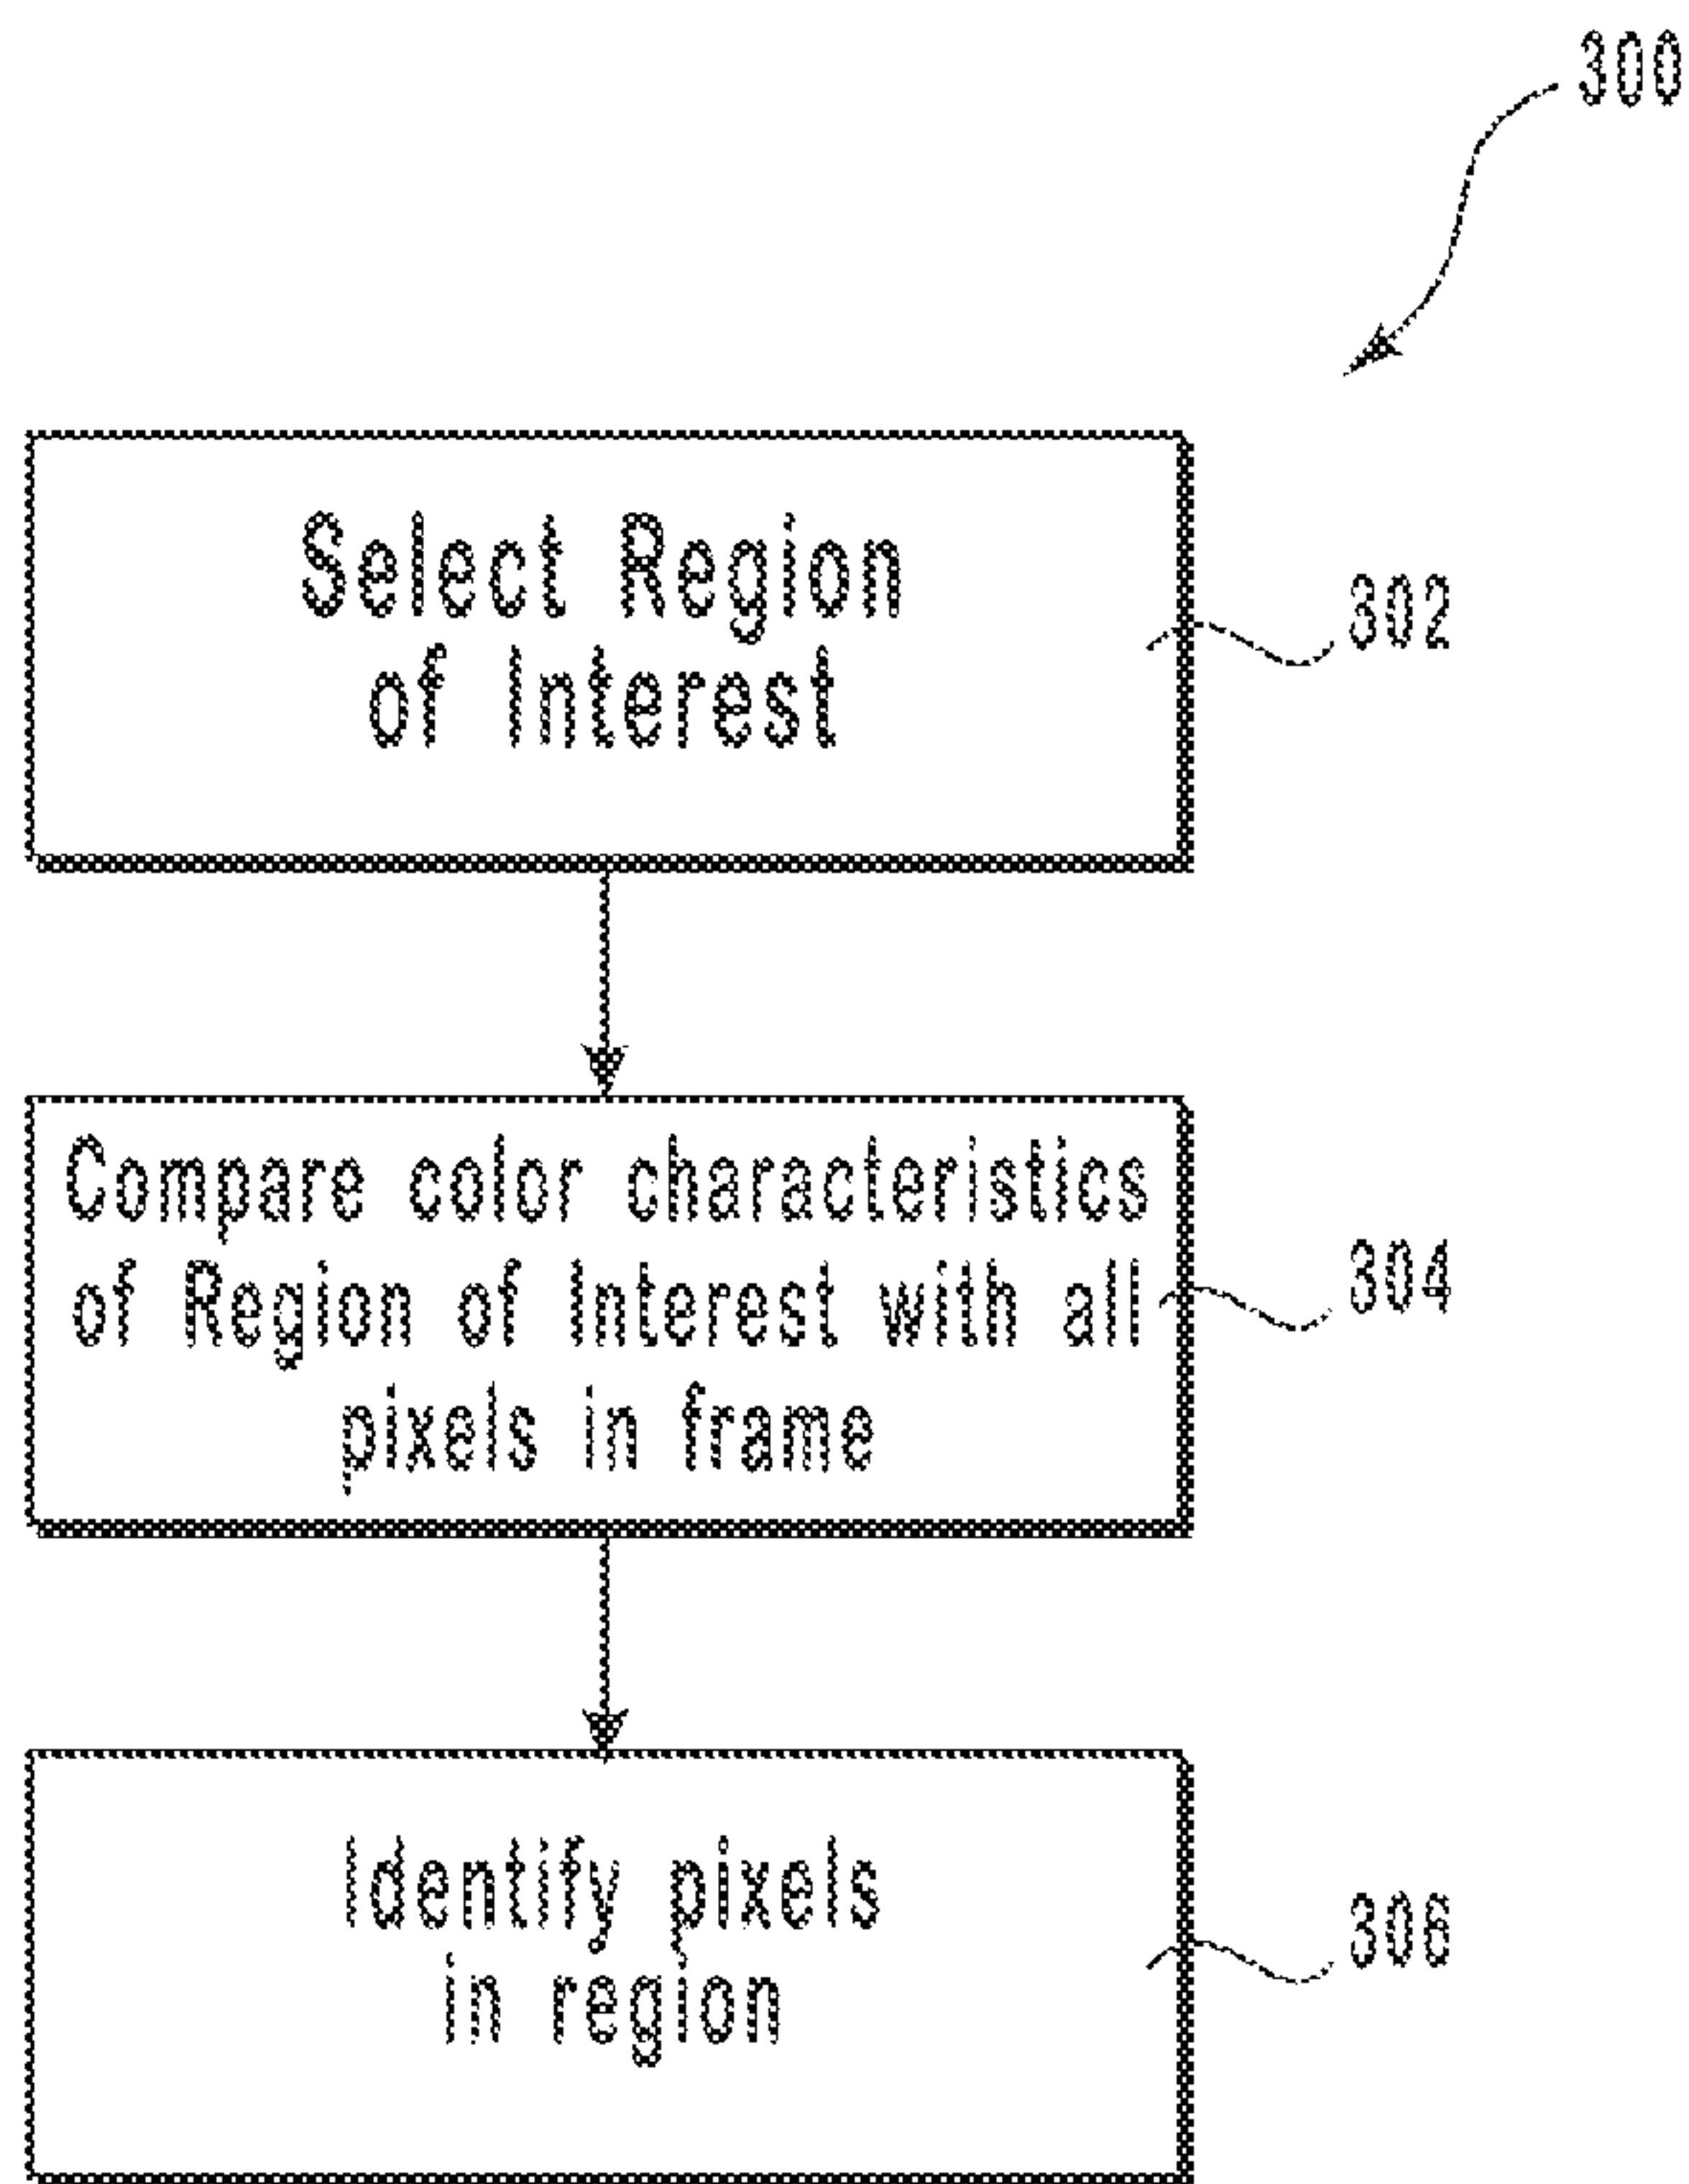 300
Select Region
of Interest
302
Compare color characteristics
of Region of Interest with all
pixels in frame
304
Identify pixels
in region
306